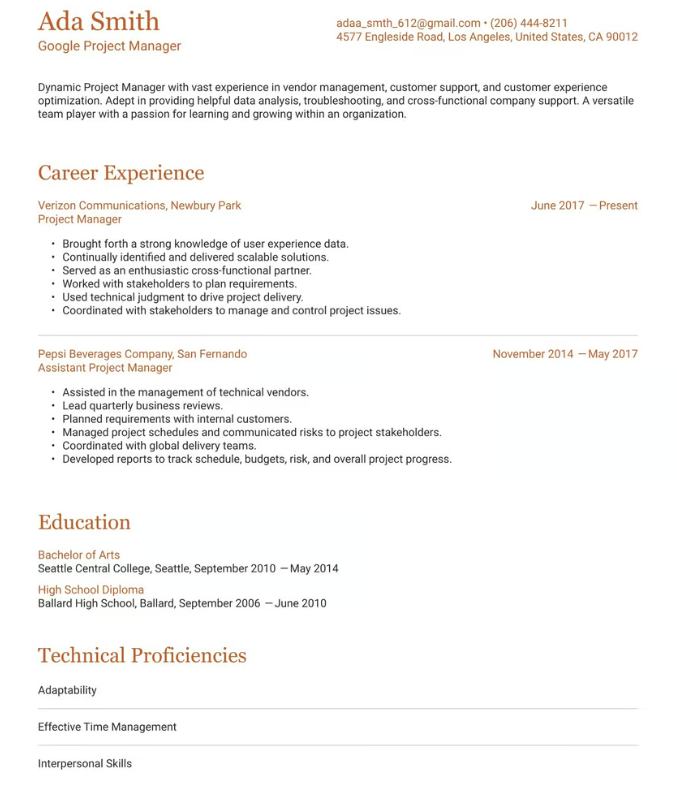 Ada Smith
Google Project Manager
adaa_smth_612@gmail.com • (206) 444-8211
4577 Engleside Road, Los Angeles, United States, CA 90012
Dynamic Project Manager with vast experience in vendor management, customer support, and customer experience
optimization. Adept in providing helpful data analysis, troubleshooting, and cross-functional company support. A versatile
team player with a passion for learning and growing within an organization.
Career Experience
Verizon Communications, Newbury Park June 2017 —Present
Project Manager
• Brought forth a strong knowledge of user experience data.
• Continually identified and delivered scalable solutions.
• Served as an enthusiastic cross-functional partner.
• Worked with stakeholders to plan requirements.
• Used technical judgment to drive project delivery.
• Coordinated with stakeholders to manage and control project issues.
Pepsi Beverages Company, San Fernando November 2014 —May 2017
Assistant Project Manager
• Assisted in the management of technical vendors.
• Lead quarterly business reviews.
• Planned requirements with internal customers.
• Managed project schedules and communicated risks to project stakeholders.
• Coordinated with global delivery teams.
• Developed reports to track schedule, budgets, risk, and overall project progress.
Education
Bachelor of Arts
Seattle Central College, Seattle, September 2010 —May 2014
High School Diploma
Ballard High School, Ballard, September 2006 —June 2010
Technical Proficiencies
Adaptability
Effective Time Management
Interpersonal Skills